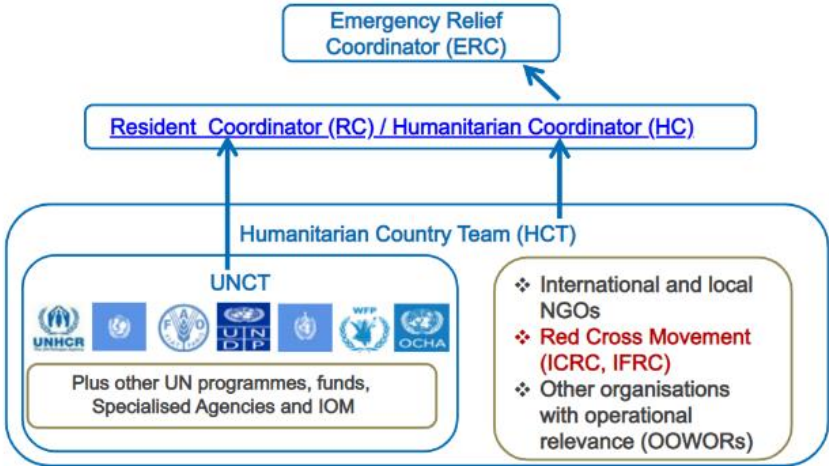 Emergency Relief
Coordinator (ERC)
Resident Coordinator (RC) / Humanitarian Coordinator (HC)
Humanitarian Country Team (HCT)
UNCT
UNHCR
FAO
UNDP
WFP
OCHA
Plus other UN programmes, funds,
Specialised Agencies and IOM
❖ International and local
NGOs
❖ Red Cross Movement
(ICRC, IFRC)
❖ Other organisations
with operational
relevance (OOWORs)